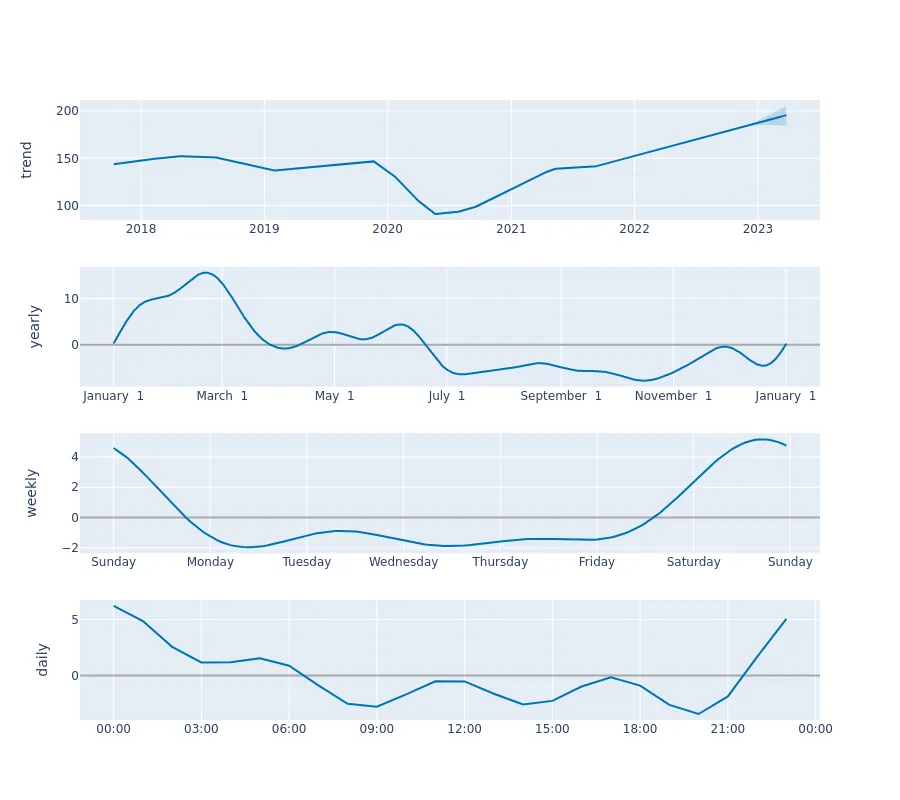 trend
200
150
100
2018 2019 2020 2021 2022 2023
yearly
10
0
January 1 March 1 May 1 July 1 September 1 November 1 January 1
weekly
4
2
0
−2
Sunday Monday Tuesday Wednesday Thursday Friday Saturday Sunday
daily
5
0
00:00 03:00 06:00 09:00 12:00 15:00 18:00 21:00 00:00